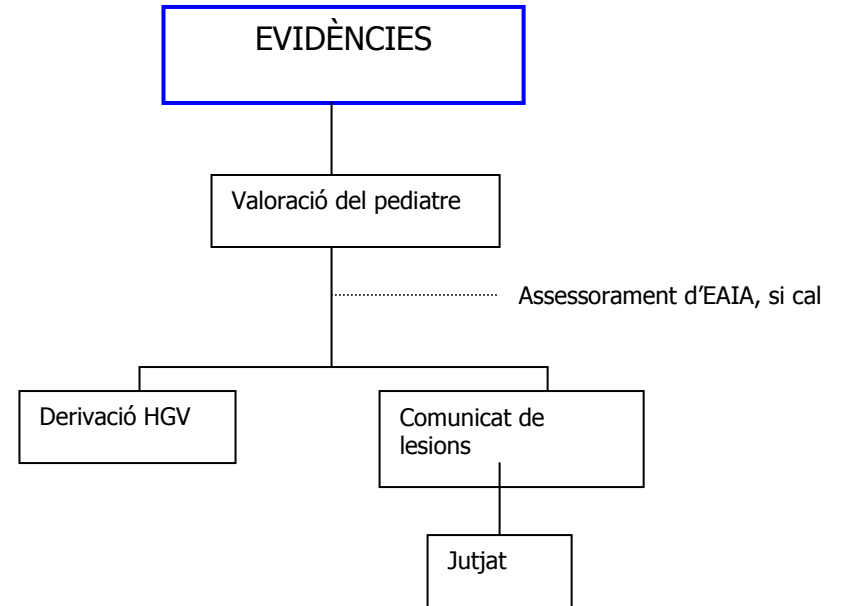 EVIDÈNCIES
Valoració del pediatre
Assessorament d’EAIA, si cal
Derivació HGV
Comunicat de
lesions
Jutjat